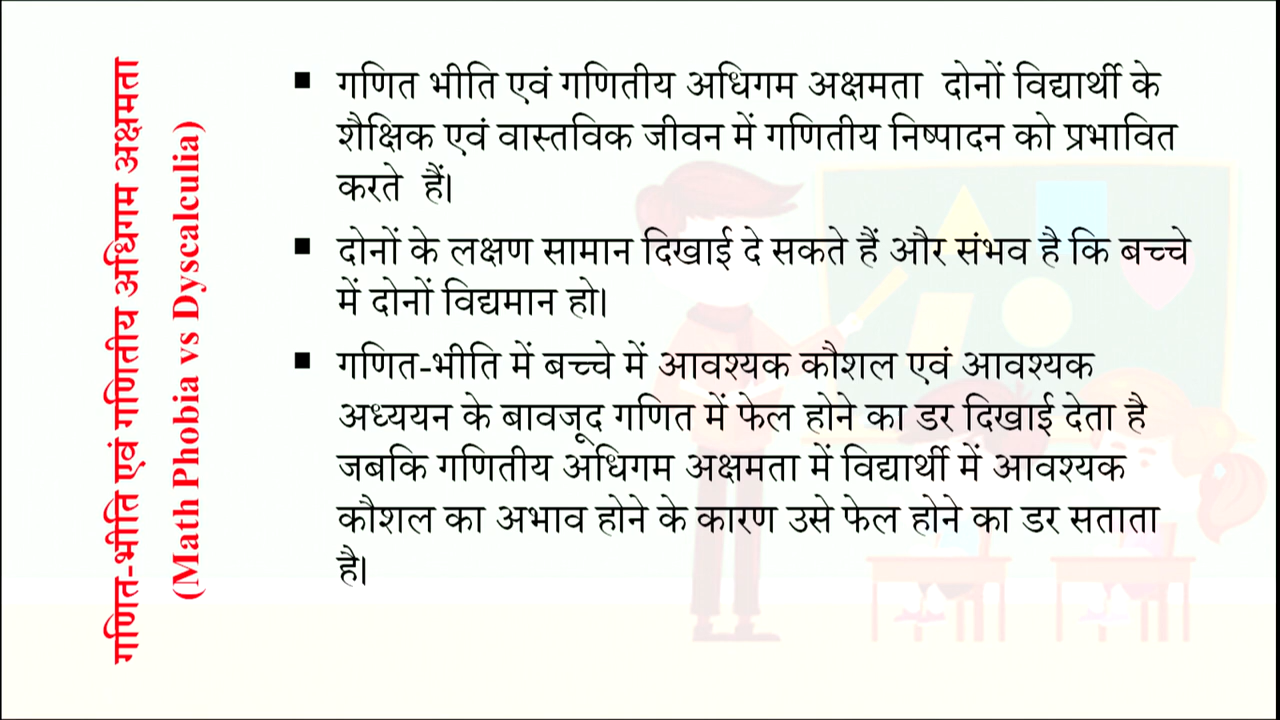 गणित-भीति एवं गणितीय अधिगम अक्षमता
(Math Phobia vs Dyscalculia)
▪ गणित भीति एवं गणितीय अधिगम अक्षमता दोनों विद्यार्थी के
शैक्षिक एवं वास्तविक जीवन में गणितीय निष्पादन को प्रभावित
करते हैं।
▪ दोनों के लक्षण सामान दिखाई दे सकते हैं और संभव है कि बच्चे
में दोनों विद्यमान हो।
▪ गणित-भीति में बच्चे में आवश्यक कौशल एवं आवश्यक
अध्ययन के बावजूद गणित में फेल होने का डर दिखाई देता है
जबकि गणितीय अधिगम अक्षमता में विद्यार्थी में आवश्यक
कौशल का अभाव होने के कारण उसे फेल होने का डर सताता
है।